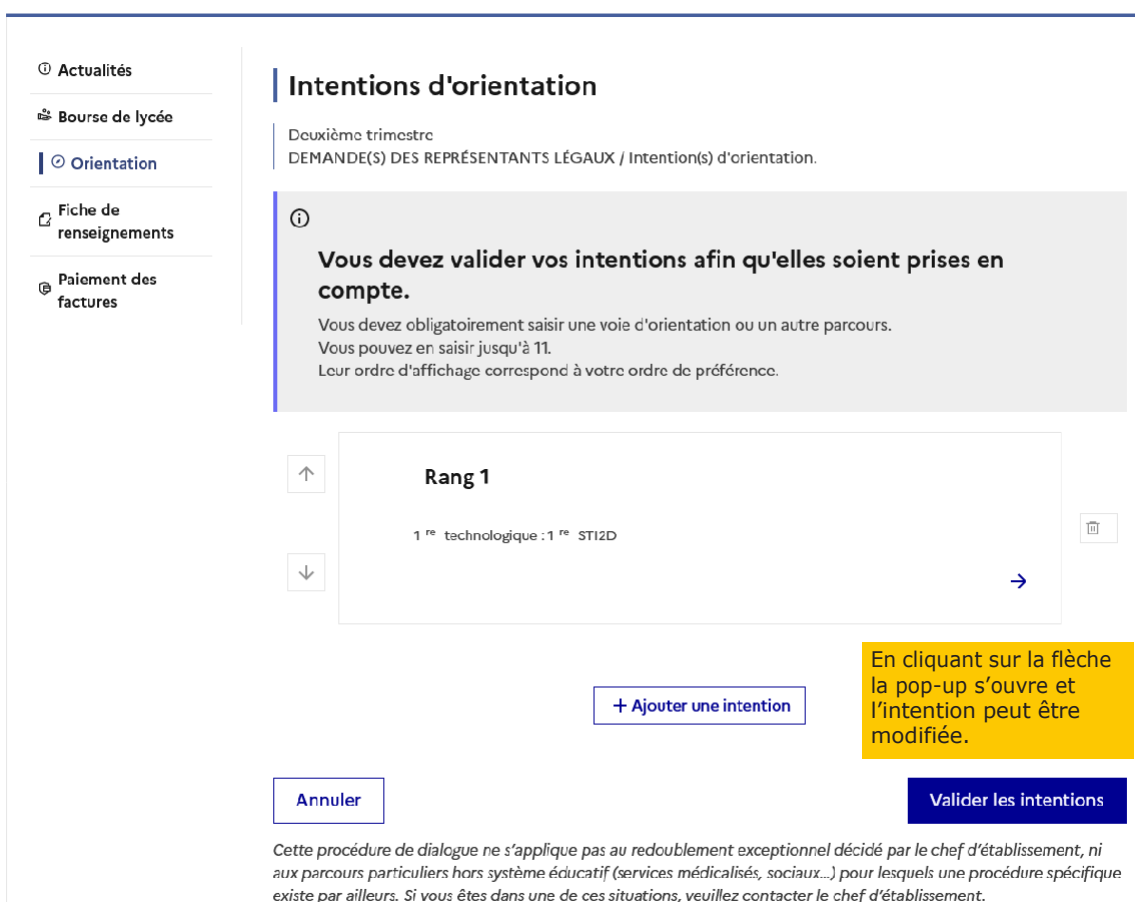 Actualités
Bourse de lycée
Orientation
Fiche de
renseignements
Paiement des
factures
Intentions d'orientation
Deuxième trimestre
DEMANDE(S) DES REPRÉSENTANTS LÉGAUX / Intention(s) d'orientation.
Vous devez valider vos intentions afin qu'elles soient prises en
compte.
Vous devez obligatoirement saisir une voie d'orientation ou un autre parcours.
Vous pouvez en saisir jusqu'à 11.
Leur ordre d'affichage correspond à votre ordre de préférence.
Rang 1
1 re technologique : 1 re STI2D
En cliquant sur la flèche
la pop-up s’ouvre et
l’intention peut être
modifiée.
+ Ajouter une intention
Annuler
Valider les intentions
Cette procédure de dialogue ne s’applique pas au redoublement exceptionnel décidé par le chef d’établissement, ni
aux parcours particuliers hors système éducatif (services médicalisés, sociaux…) pour lesquels une procédure spécifique
existe par ailleurs. Si vous êtes dans une de ces situations, veuillez contacter le chef d’établissement.